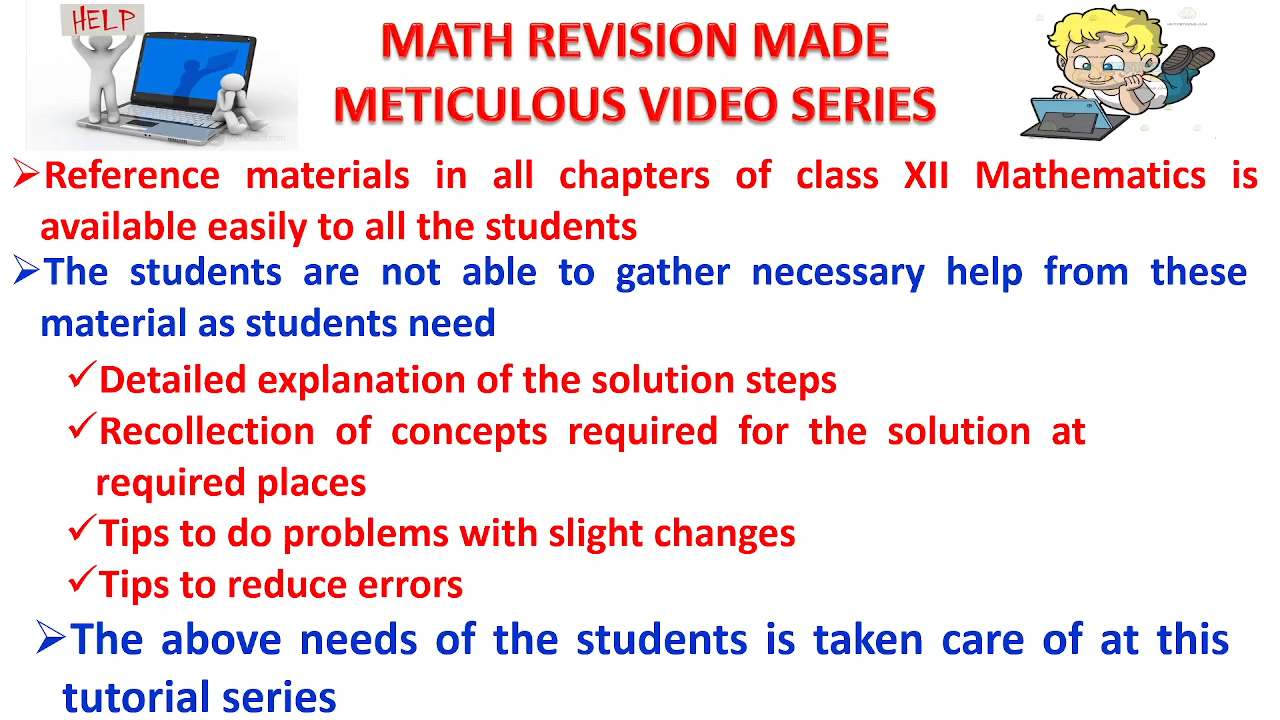 HELP
MATH REVISION MADE
METICULOUS VIDEO SERIES
➢Reference materials in all chapters of class XII Mathematics is
available easily to all the students
➢The students are not able to gather necessary help from these
material as students need
✓Detailed explanation of the solution steps
✓Recollection of concepts required for the solution at
required places
✓Tips to do problems with slight changes
✓Tips to reduce errors
➢The above needs of the students is taken care of at this
tutorial series